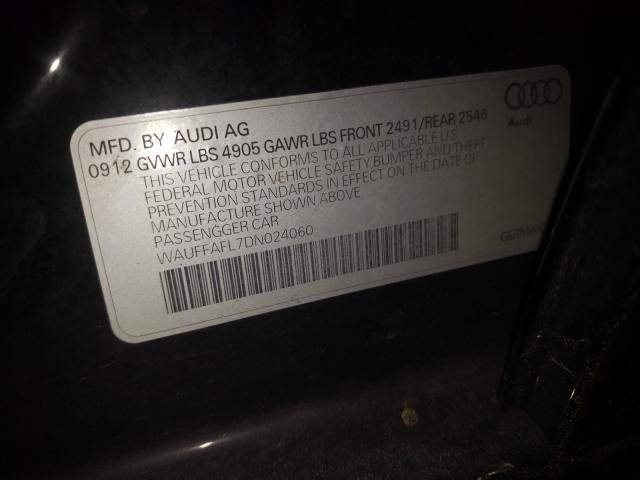 MFD. BY AUDI AG
0912 GVWR LBS 4905 GAWR LBS FRONT 2491/REAR 2546
THIS VEHICLE CONFORMS TO ALL APPLICABLE U.S.
FEDERAL MOTOR VEHICLE SAFETY BUMPER AND THEFT
PREVENTION STANDARDS IN EFFECT ON THE DATE OF
MANUFACTURE SHOWN ABOVE
PASSENGGER CAR
WAUFFAFL7DN024060
Audi
GERMAN